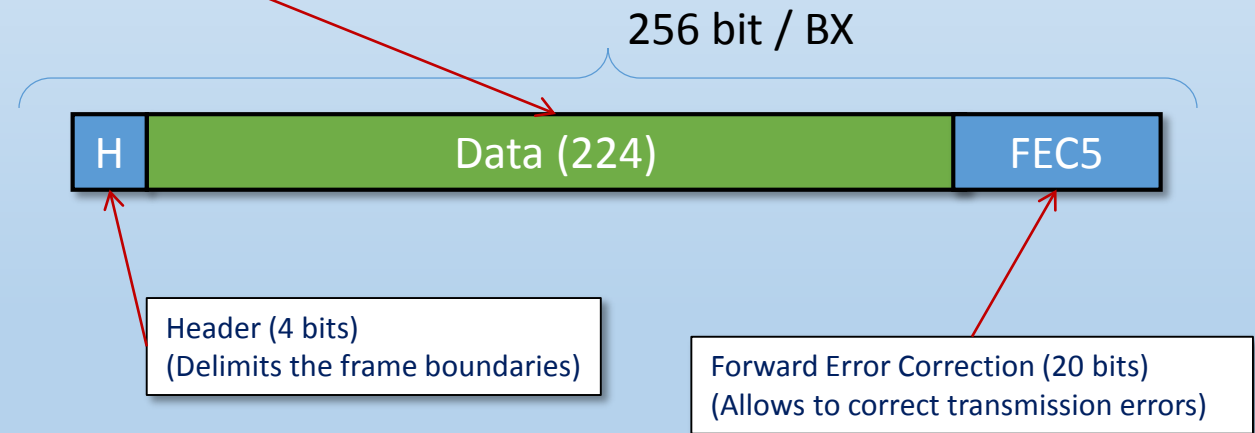 256 bit / BX
H
Data (224)
FEC5
Header (4 bits)
(Delimits the frame boundaries)
Forward Error Correction (20 bits)
(Allows to correct transmission errors)